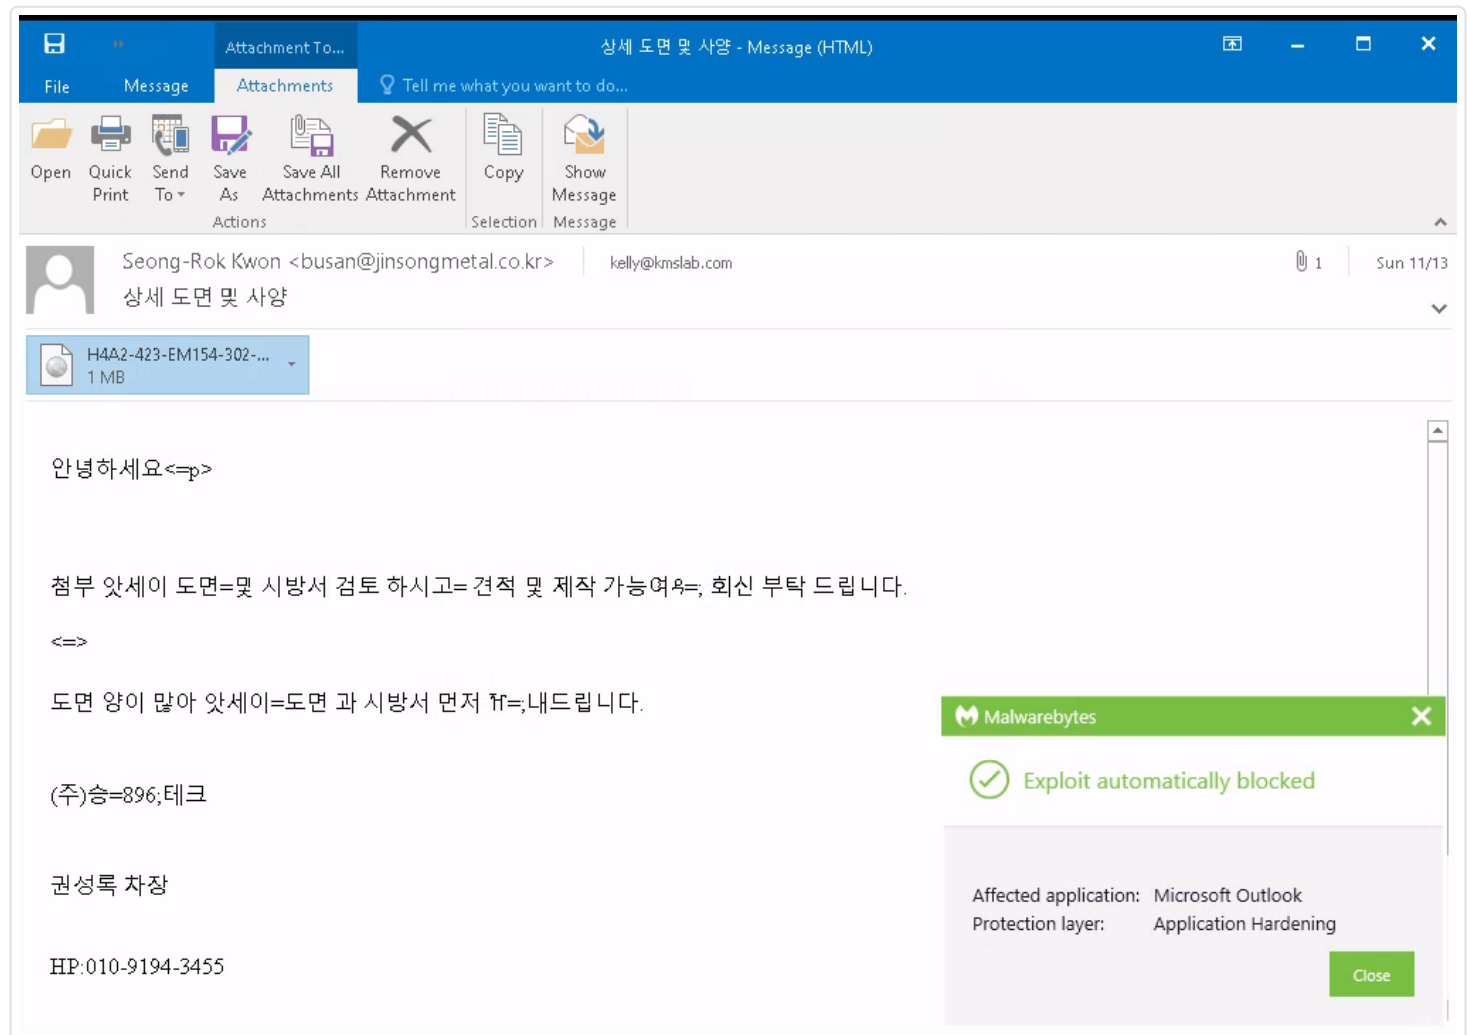 Attachment To...
상세 도면 및 사양 - Message (HTML)
File Message Attachments Tell me what you want to do...
Open Quick Print Send To Save As Save All Attachments Remove Attachment Copy Show Message
Actions Selection Message
Seong-Rok Kwon <busan@jinsongmetal.co.kr> kelly@kmslab.com 1 Sun 11/13
상세 도면 및 사양
H4A2-423-EM154-302-...
1 MB
안녕하세요<=p>
첨부 앗세이 도면=및 시방서 검토 하시고= 견적 및 제작 가능여=; 회신 부탁 드립니다.
<=>
도면 양이 많아 앗세이=도면 과 시방서 먼저 =;내드립니다.
(주)승=896;테크
권성록 차장
HP:010-9194-3455
Malwarebytes
Exploit automatically blocked
Affected application: Microsoft Outlook
Protection layer: Application Hardening
Close